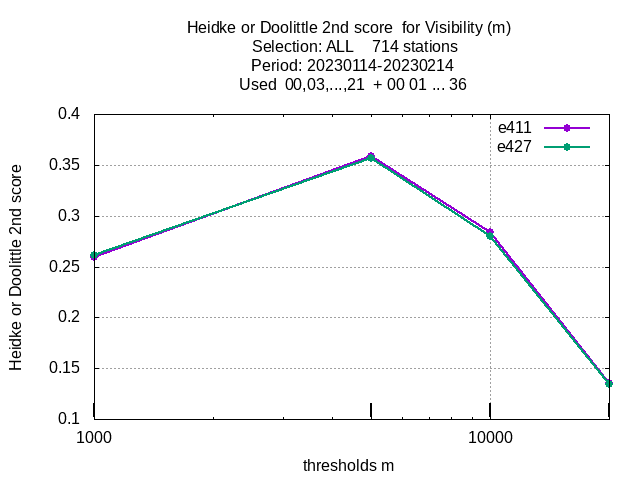 Heidke or Doolittle 2nd score  for Visibility (m)
Selection: ALL    714 stations
Period: 20230114-20230214
Used  00,03,...,21  + 00 01 ... 36
0.4
0.35
0.3
0.25
0.2
0.15
0.1
Heidke or Doolittle 2nd score
e411
e427
1000
10000
thresholds m